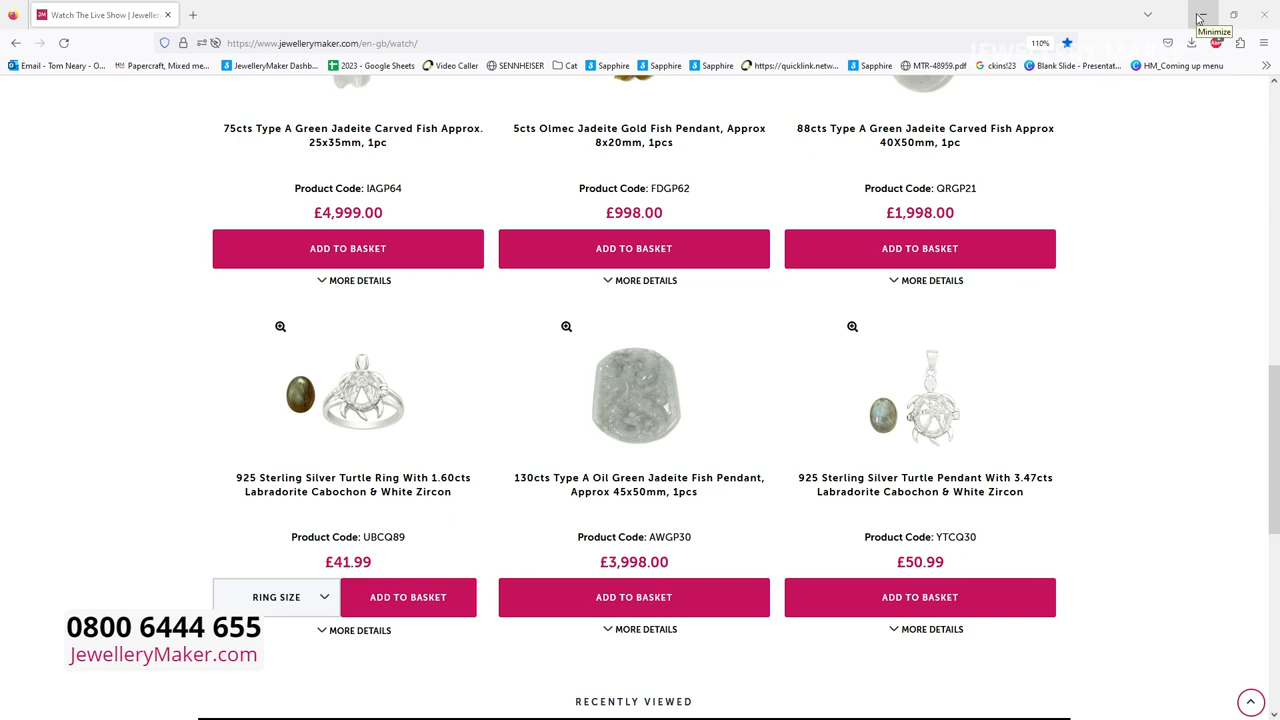 JM Watch The Live Show | Jeweller
Minimize
https://www.jewellerymaker.com/en-gb/watch/
110%
Email - Tom Neary - O...
Papercraft, Mixed me...
JewelleryMaker Dashb...
2023 - Google Sheets
Video Caller
SENNHEISER
Cat
Sapphire
Sapphire
Sapphire
https://quicklink.netw...
Sapphire
MTR-48959.pdf
ckins!23
Blank Slide - Presentat...
HM_Coming up menu
75cts Type A Green Jadeite Carved Fish Approx.
25x35mm, 1pc
Product Code: IAGP64
£4,999.00
ADD TO BASKET
MORE DETAILS
5cts Olmec Jadeite Gold Fish Pendant, Approx
8x20mm, 1pcs
Product Code: FDGP62
£998.00
ADD TO BASKET
MORE DETAILS
88cts Type A Green Jadeite Carved Fish Approx
40X50mm, 1pc
Product Code: QRGP21
£1,998.00
ADD TO BASKET
MORE DETAILS
925 Sterling Silver Turtle Ring With 1.60cts
Labradorite Cabochon & White Zircon
Product Code: UBCQ89
£41.99
RING SIZE
ADD TO BASKET
MORE DETAILS
130cts Type A Oil Green Jadeite Fish Pendant,
Approx 45x50mm, 1pcs
Product Code: AWGP30
£3,998.00
ADD TO BASKET
MORE DETAILS
925 Sterling Silver Turtle Pendant With 3.47cts
Labradorite Cabochon & White Zircon
Product Code: YTCQ30
£50.99
ADD TO BASKET
MORE DETAILS
0800 6444 655
JewelleryMaker.com
RECENTLY VIEWED